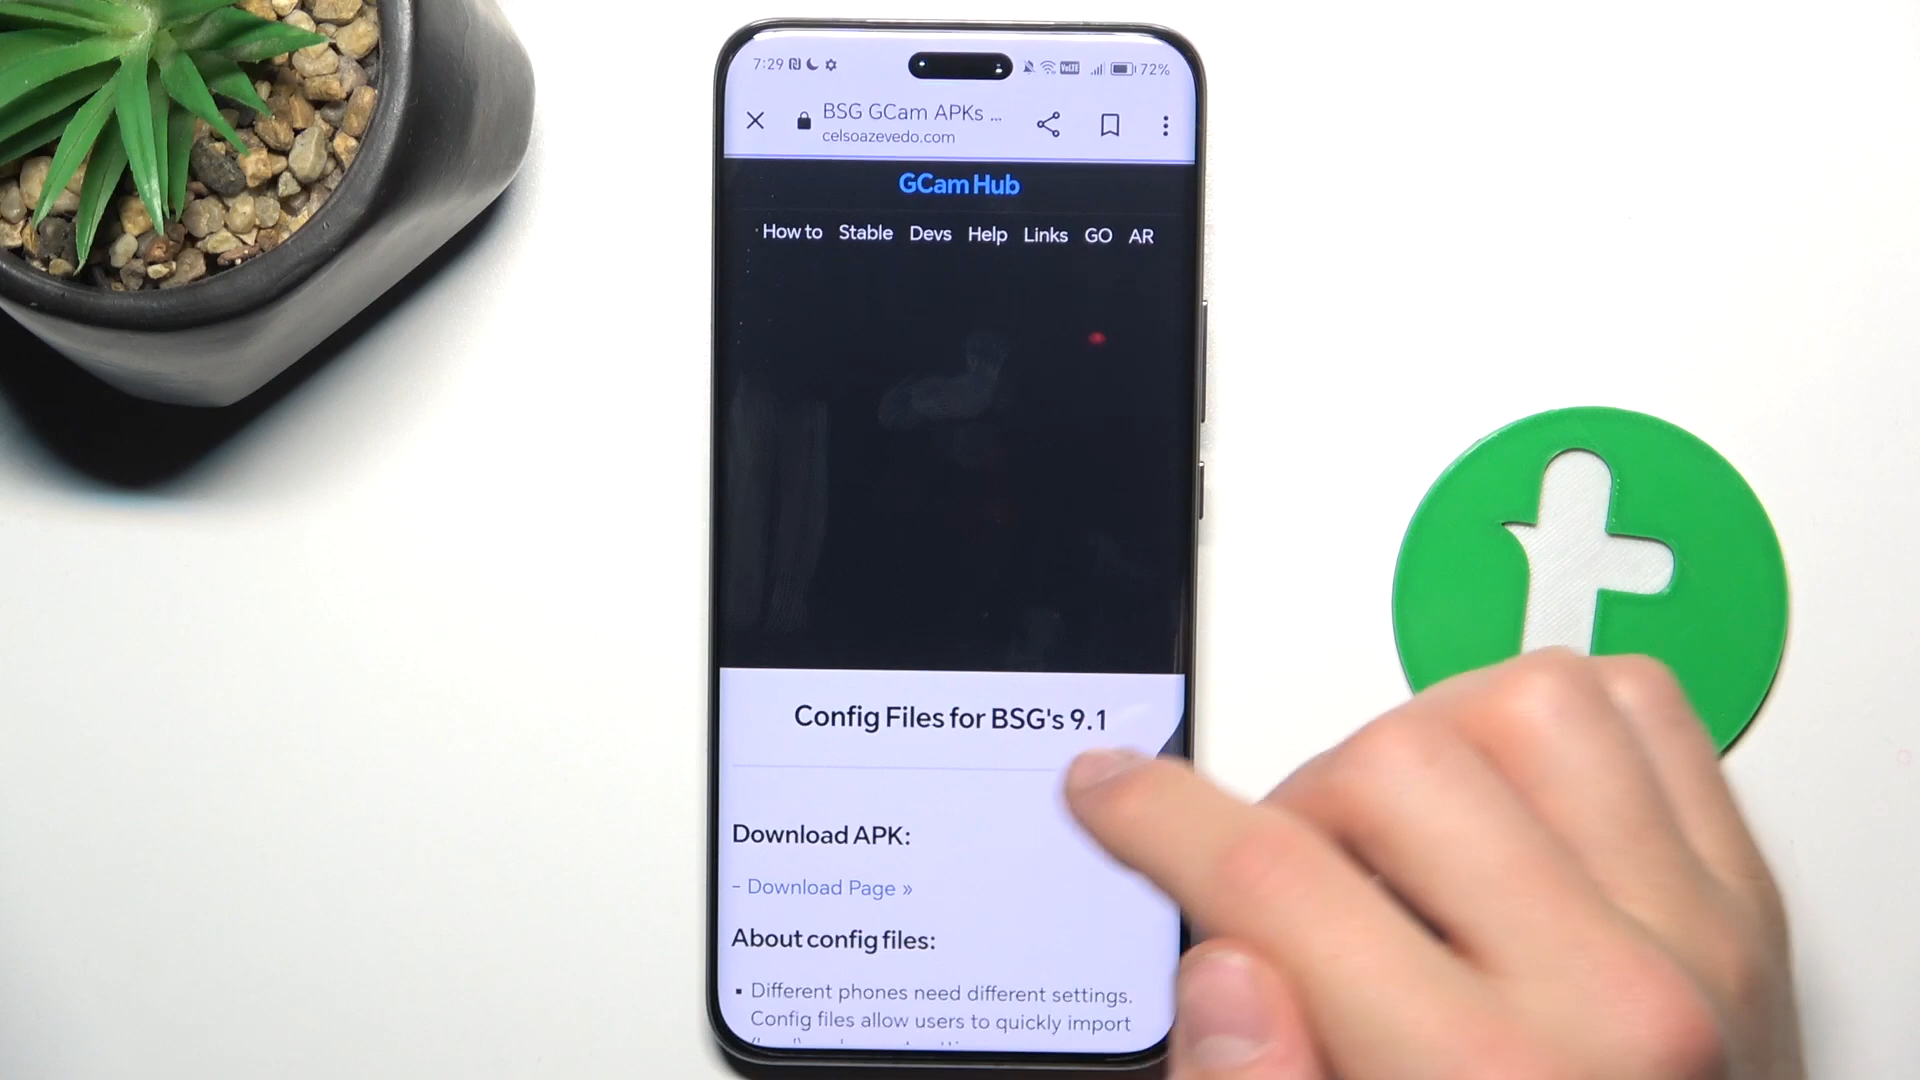 7:29
VoLTE
72%
BSG GCam APKs ...
celsoazevedo.com
GCam Hub
How to Stable Devs Help Links GO AR
Config Files for BSG's 9.1
Download APK:
- Download Page »
About config files:
▪ Different phones need different settings.
Config files allow users to quickly import